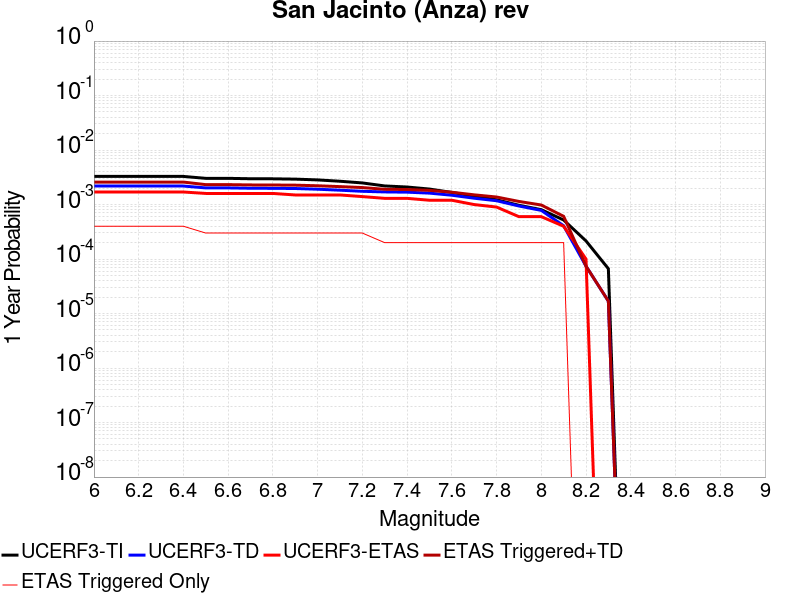 San Jacinto (Anza) rev
10^0
10^-1
10^-2
10^-3
10^-4
10^-5
10^-6
10^-7
10^-8
1 Year Probability
6 6.2 6.4 6.6 6.8 7 7.2 7.4 7.6 7.8 8 8.2 8.4 8.6 8.8 9
Magnitude
UCERF3-TI UCERF3-TD UCERF3-ETAS ETAS Triggered+TD
ETAS Triggered Only